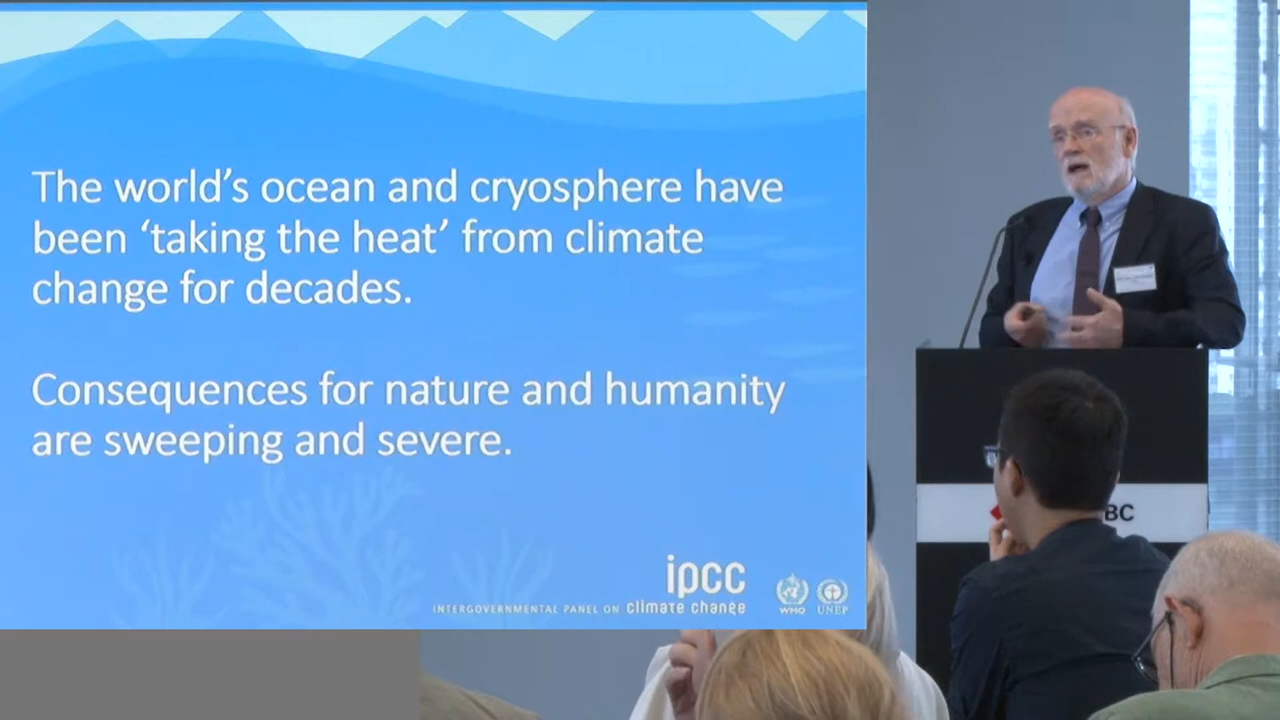 The world’s ocean and cryosphere have
been ‘taking the heat’ from climate
change for decades.
Consequences for nature and humanity
are sweeping and severe.
ipcc
INTERGOVERNMENTAL PANEL ON climate change
WMO
UNEP
BC